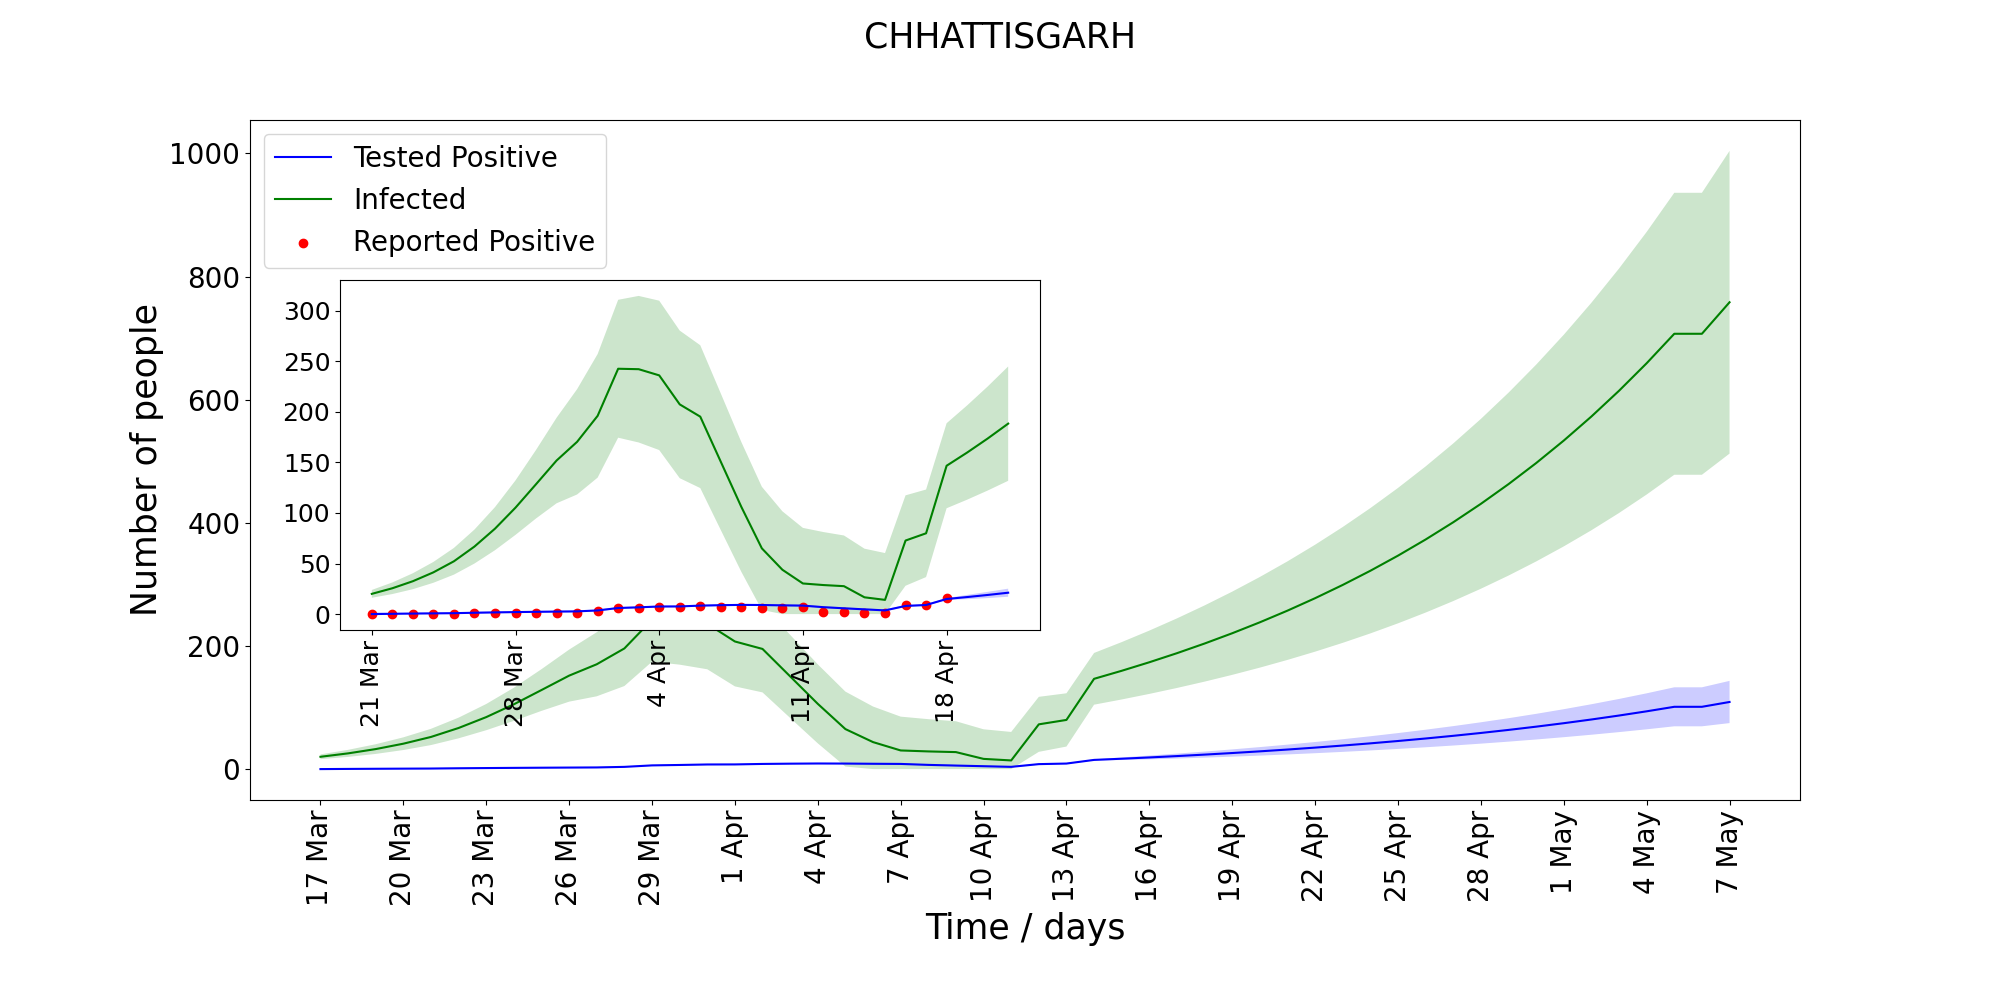 CHHATTISGARH
Tested Positive
Infected
Reported Positive
Number of people
1000
800
600
400
200
0
300
250
200
150
100
50
0
21 Mar
28 Mar
4 Apr
11 Apr
18 Apr
17 Mar
20 Mar
23 Mar
26 Mar
29 Mar
1 Apr
4 Apr
7 Apr
10 Apr
13 Apr
16 Apr
19 Apr
22 Apr
25 Apr
28 Apr
1 May
4 May
7 May
Time / days